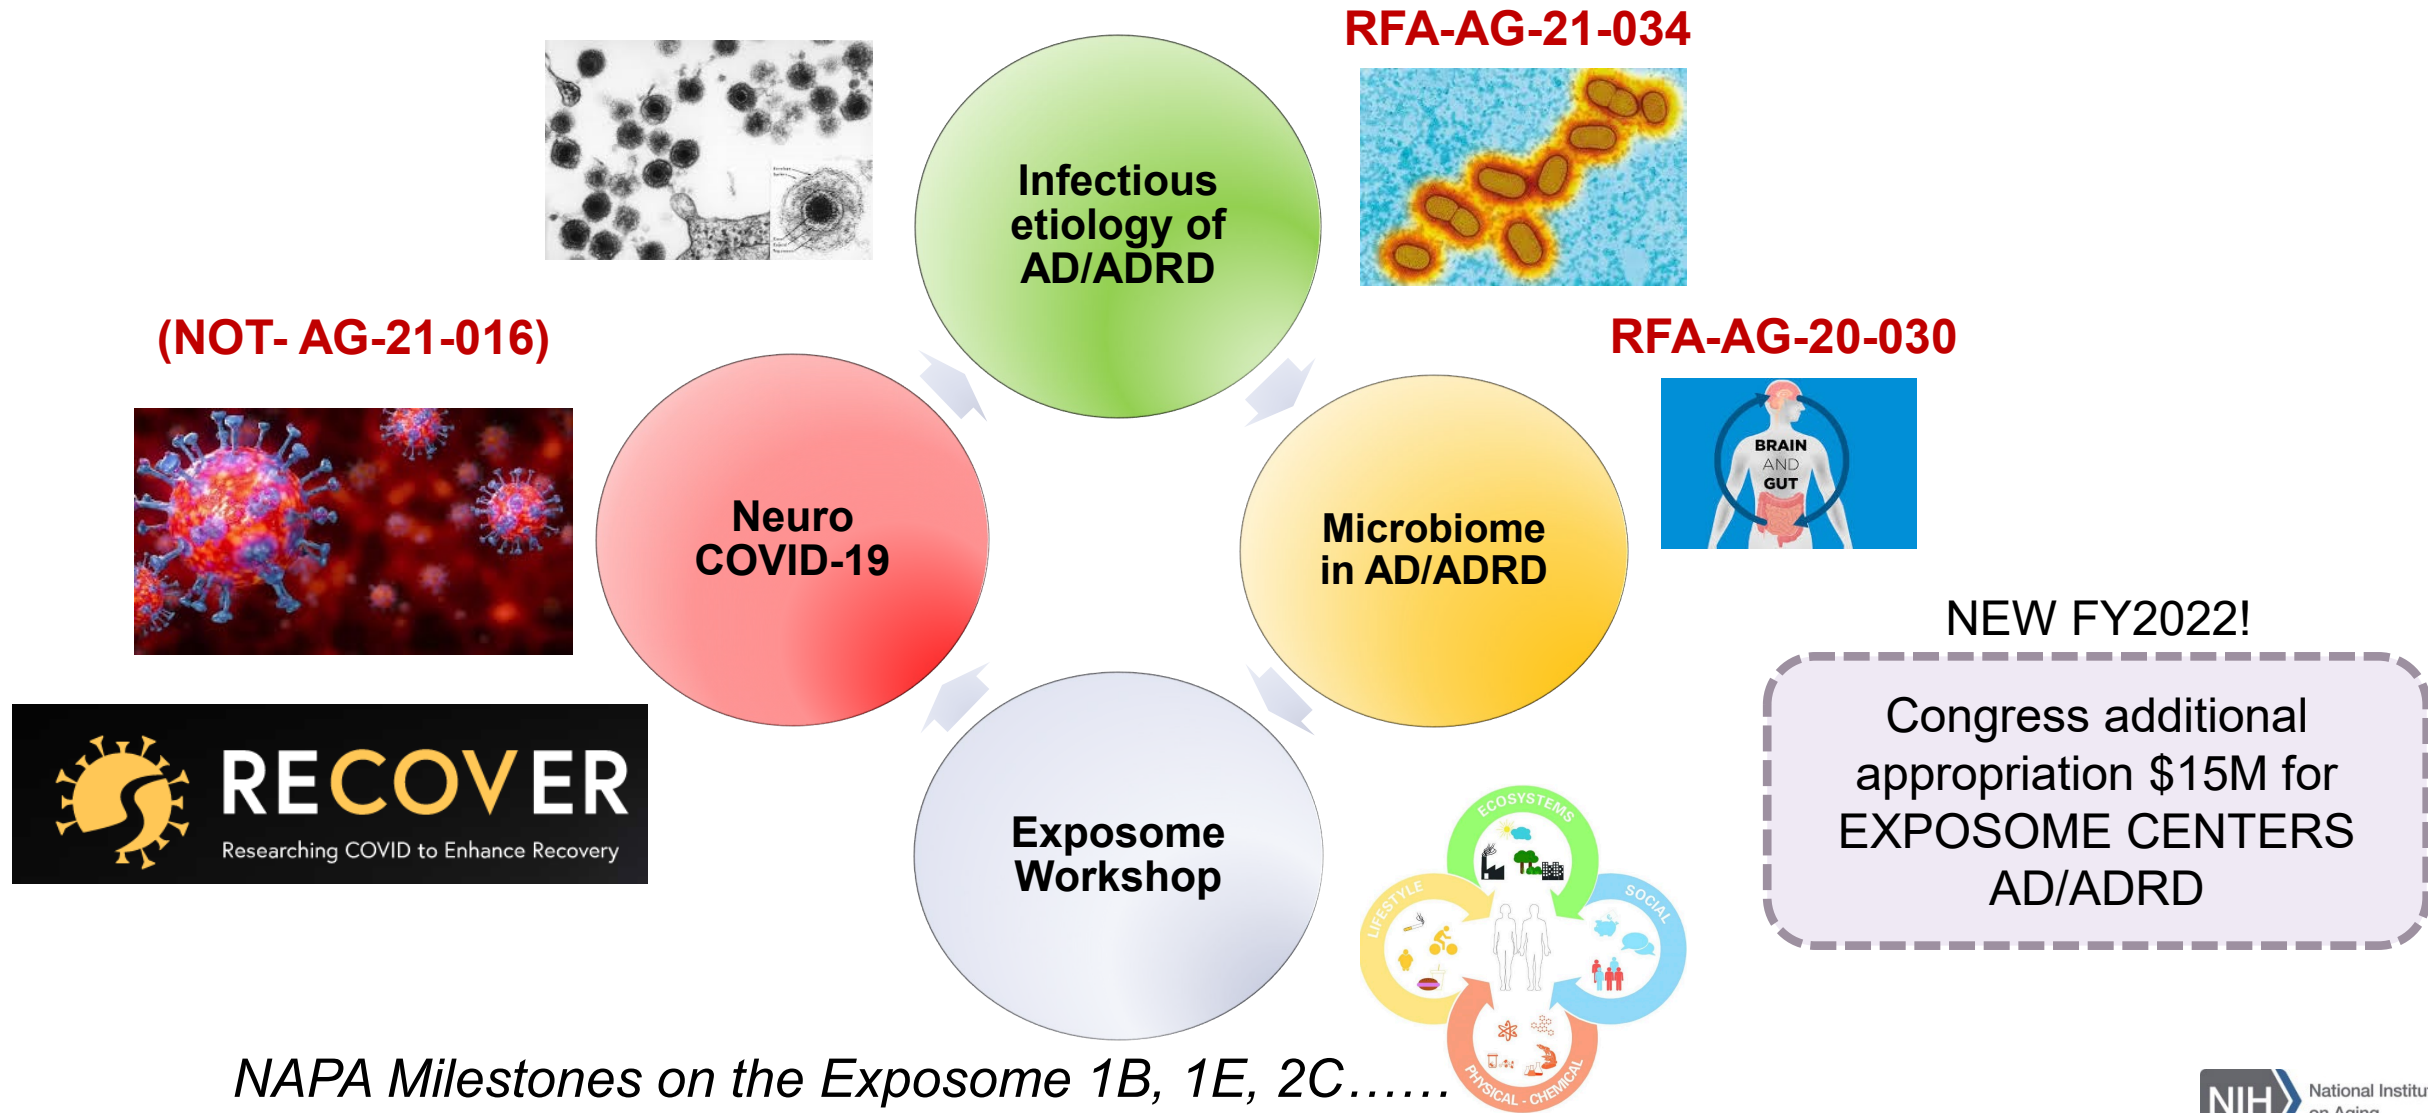 RFA-AG-21-034
Infectious
etiology of
AD/ADRD
(NOT- AG-21-016)
RFA-AG-20-030
BRAIN
AND
GUT
Neuro
COVID-19
Microbiome
in AD/ADRD
NEW FY2022!
Congress additional
appropriation $15M for
EXPOSOME CENTERS
AD/ADRD
RECOVER
Researching COVID to Enhance Recovery
Exposome
Workshop
ECOSYSTEMS
LIFESTYLE
SOCIAL
PHYSICAL - CHEMICAL
NAPA Milestones on the Exposome 1B, 1E, 2C......
NIH
National Institu
on Aging